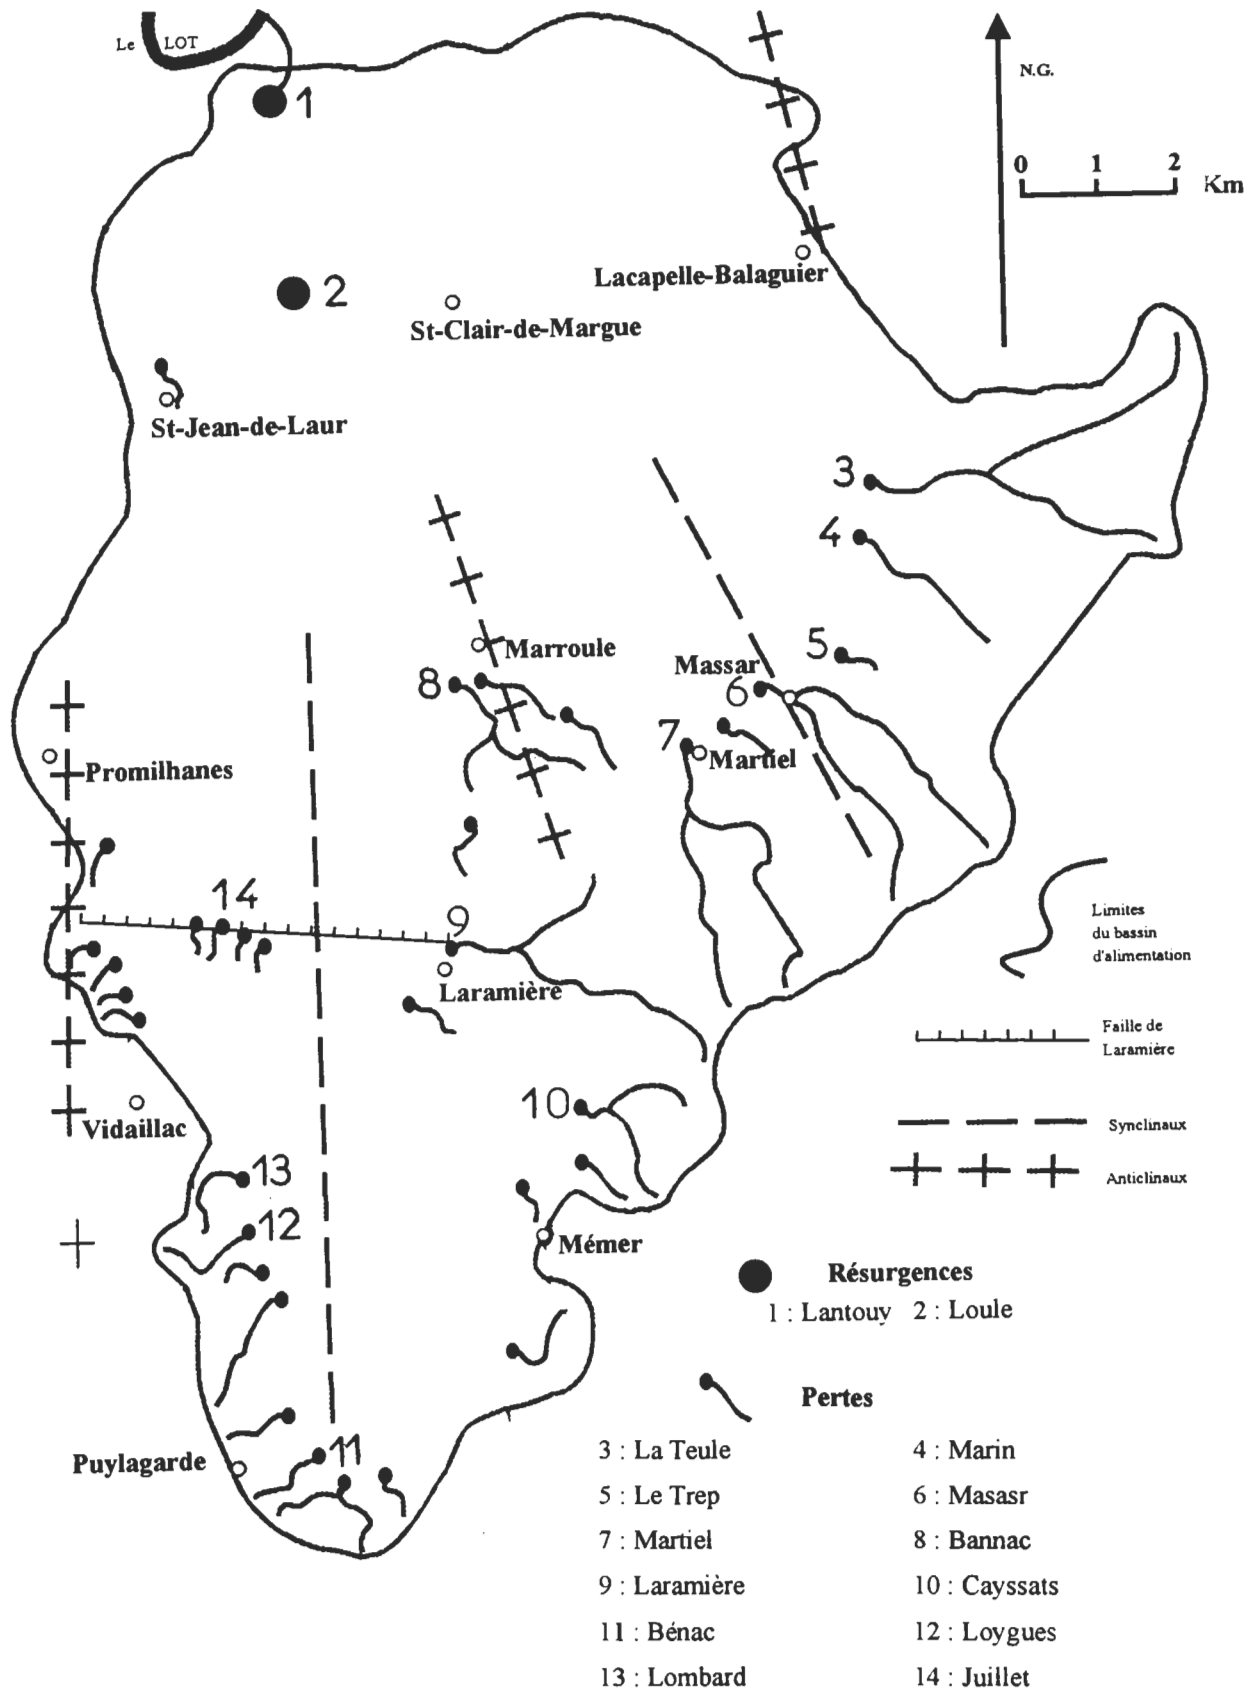 Le LOT
1
N.G.
0 1 2
Km
Lacapelle-Balaguier
2
St-Clair-de-Margue
St-Jean-de-Laur
3
4
Marroule
5
Massar
8
6
7
Martiel
Promilhanes
14
9
Limites
du bassin
d'alimentation
Laramière
Faille de
Laramière
10
Vidaillac
Synclinaux
13
Anticlinaux
12
Mémer
Résurgences
1 : Lantouy 2 : Loule
Pertes
11
Puylagarde
3 : La Teule 4 : Marin
5 : Le Trep 6 : Masasr
7 : Martiel 8 : Bannac
9 : Laramière 10 : Cayssats
11 : Bénac 12 : Loygues
13 : Lombard 14 : Juillet